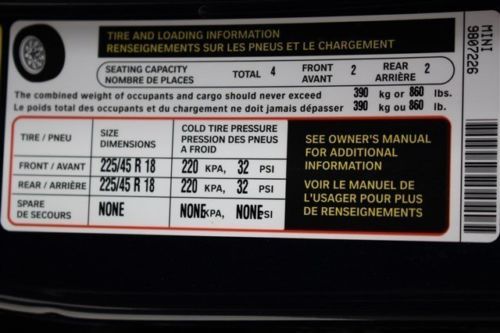 TIRE AND LOADING INFORMATION
RENSEIGNEMENTS SUR LES PNEUS ET LE CHARGEMENT
SEATING CAPACITY TOTAL 4 FRONT 2 REAR 2
NOMBRE DE PLACES AVANT ARRIÈRE
The combined weight of occupants and cargo should never exceed 390 kg or 860 lbs.
Le poids total des occupants et du chargement ne doit jamais dépasser 390 kg ou 860 lb.
TIRE / PNEU SIZE DIMENSIONS COLD TIRE PRESSURE PRESSION DES PNEUS A FROID
FRONT / AVANT 225/45 R 18 220 KPA, 32 PSI
REAR / ARRIÈRE 225/45 R 18 220 KPA, 32 PSI
SPARE DE SECOURS NONE NONE KPA, NONE PSI
SEE OWNER'S MANUAL
FOR ADDITIONAL
INFORMATION
VOIR LE MANUEL DE
L'USAGER POUR PLUS
DE RENSEIGNEMENTS
MINI
9807226